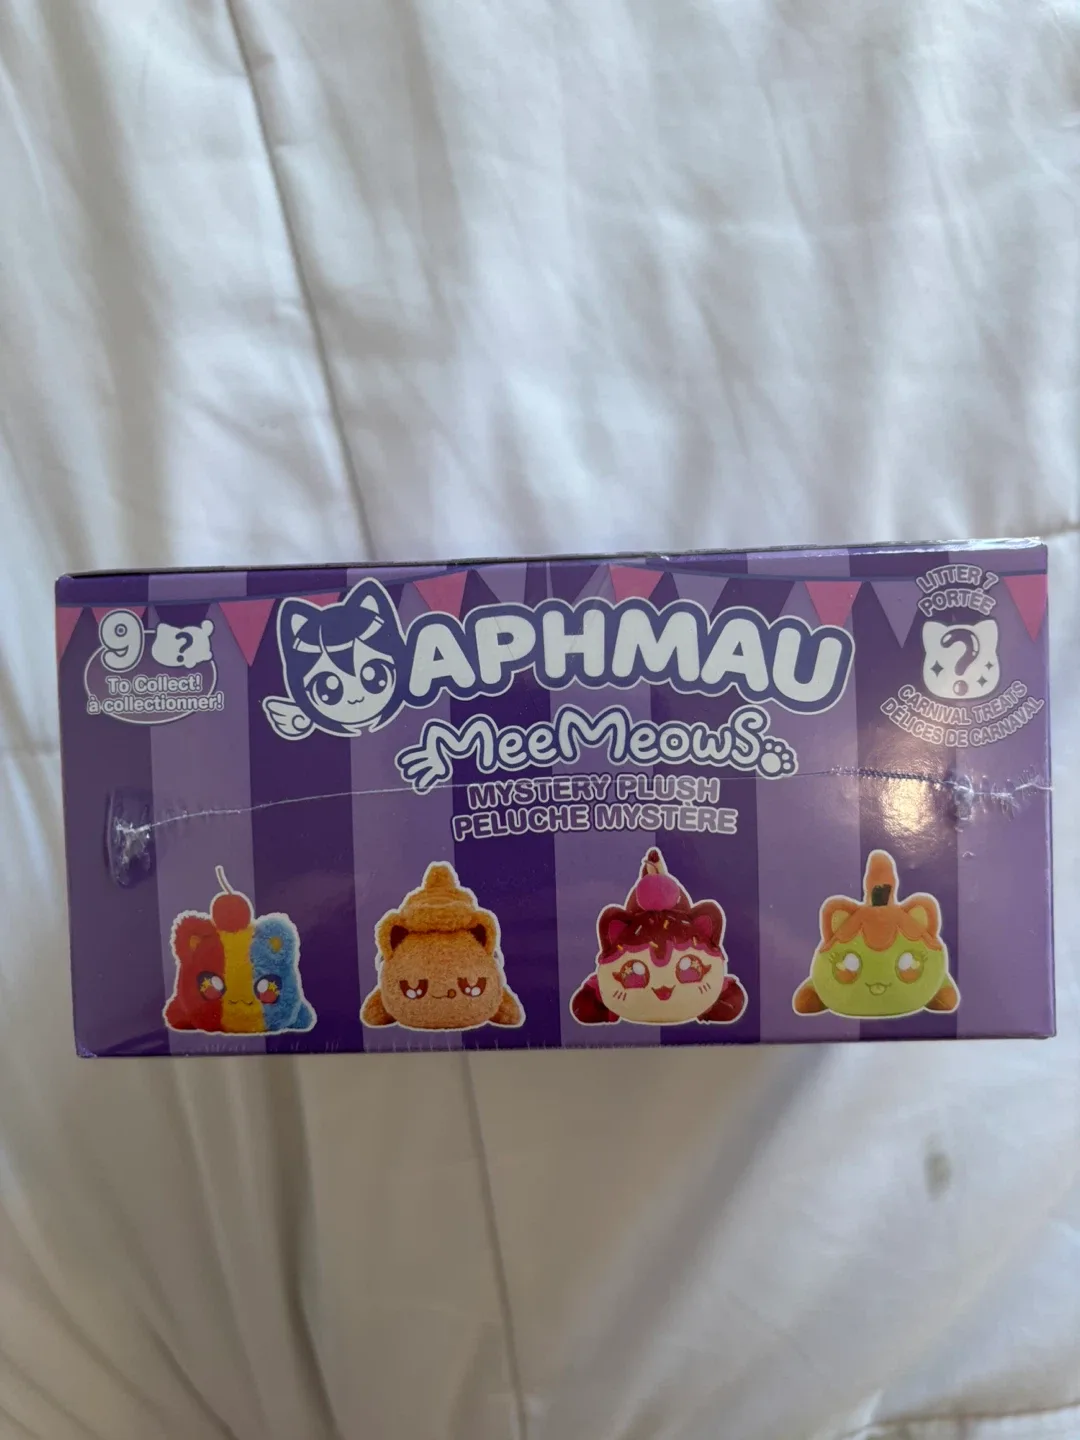 9
?
To Collect!
à collectionner!
APHMAU
MeeMeows
MYSTERY PLUSH
PELUCHE MYSTÈRE
LITTER 7
PORTÉE
?
CARNIVAL TREATS
DÉLICES DE CARNAVAL